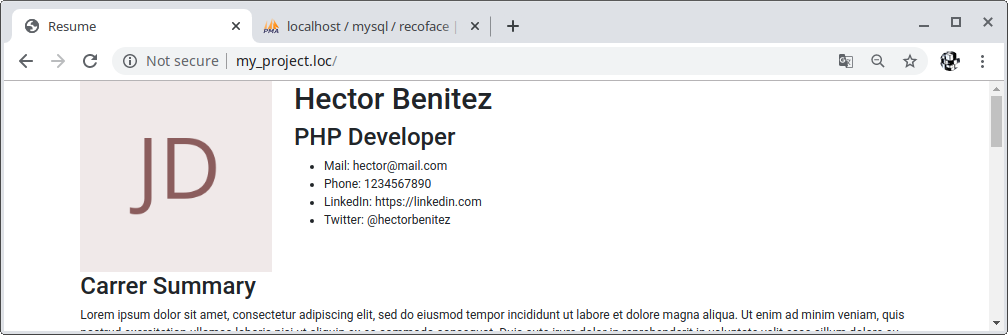 Resume
PMA
localhost / mysql / recoface |
Not secure | my_project.loc/
JD
Hector Benitez
PHP Developer
Mail: hector@mail.com
Phone: 1234567890
LinkedIn: https://linkedin.com
Twitter: @hectorbenitez
Carrer Summary
Lorem ipsum dolor sit amet, consectetur adipiscing elit, sed do eiusmod tempor incididunt ut labore et dolore magna aliqua. Ut enim ad minim veniam, quis